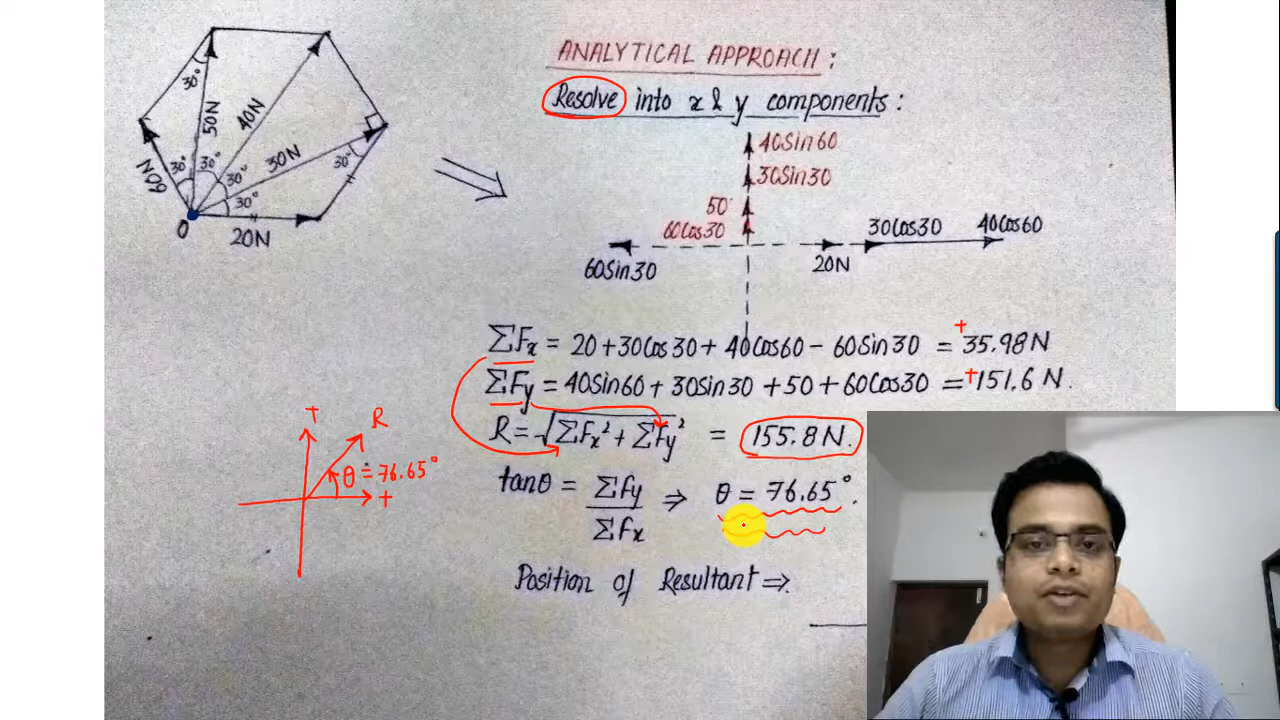 ANALYTICAL APPROACH:
Resolve into x & y components:
30°
50N
40N
30N
60N
30°
30°
30°
30°
30°
O
20N
40Sin60
30Sin30
50
60Cos30
60Sin30
20N
30Cos30
40Cos60
ΣFx = 20+30Cos30+40Cos60-60Sin30 = +35.98N
ΣFy = 40Sin60+30Sin30+50+60Cos30 = +151.6 N.
R = √ΣFx²+ΣFy² = 155.8N.
tanθ = ΣFy/ΣFx ⇒ θ = 76.65°.
+
R
θ = 76.65°
+
Position of Resultant ⇒